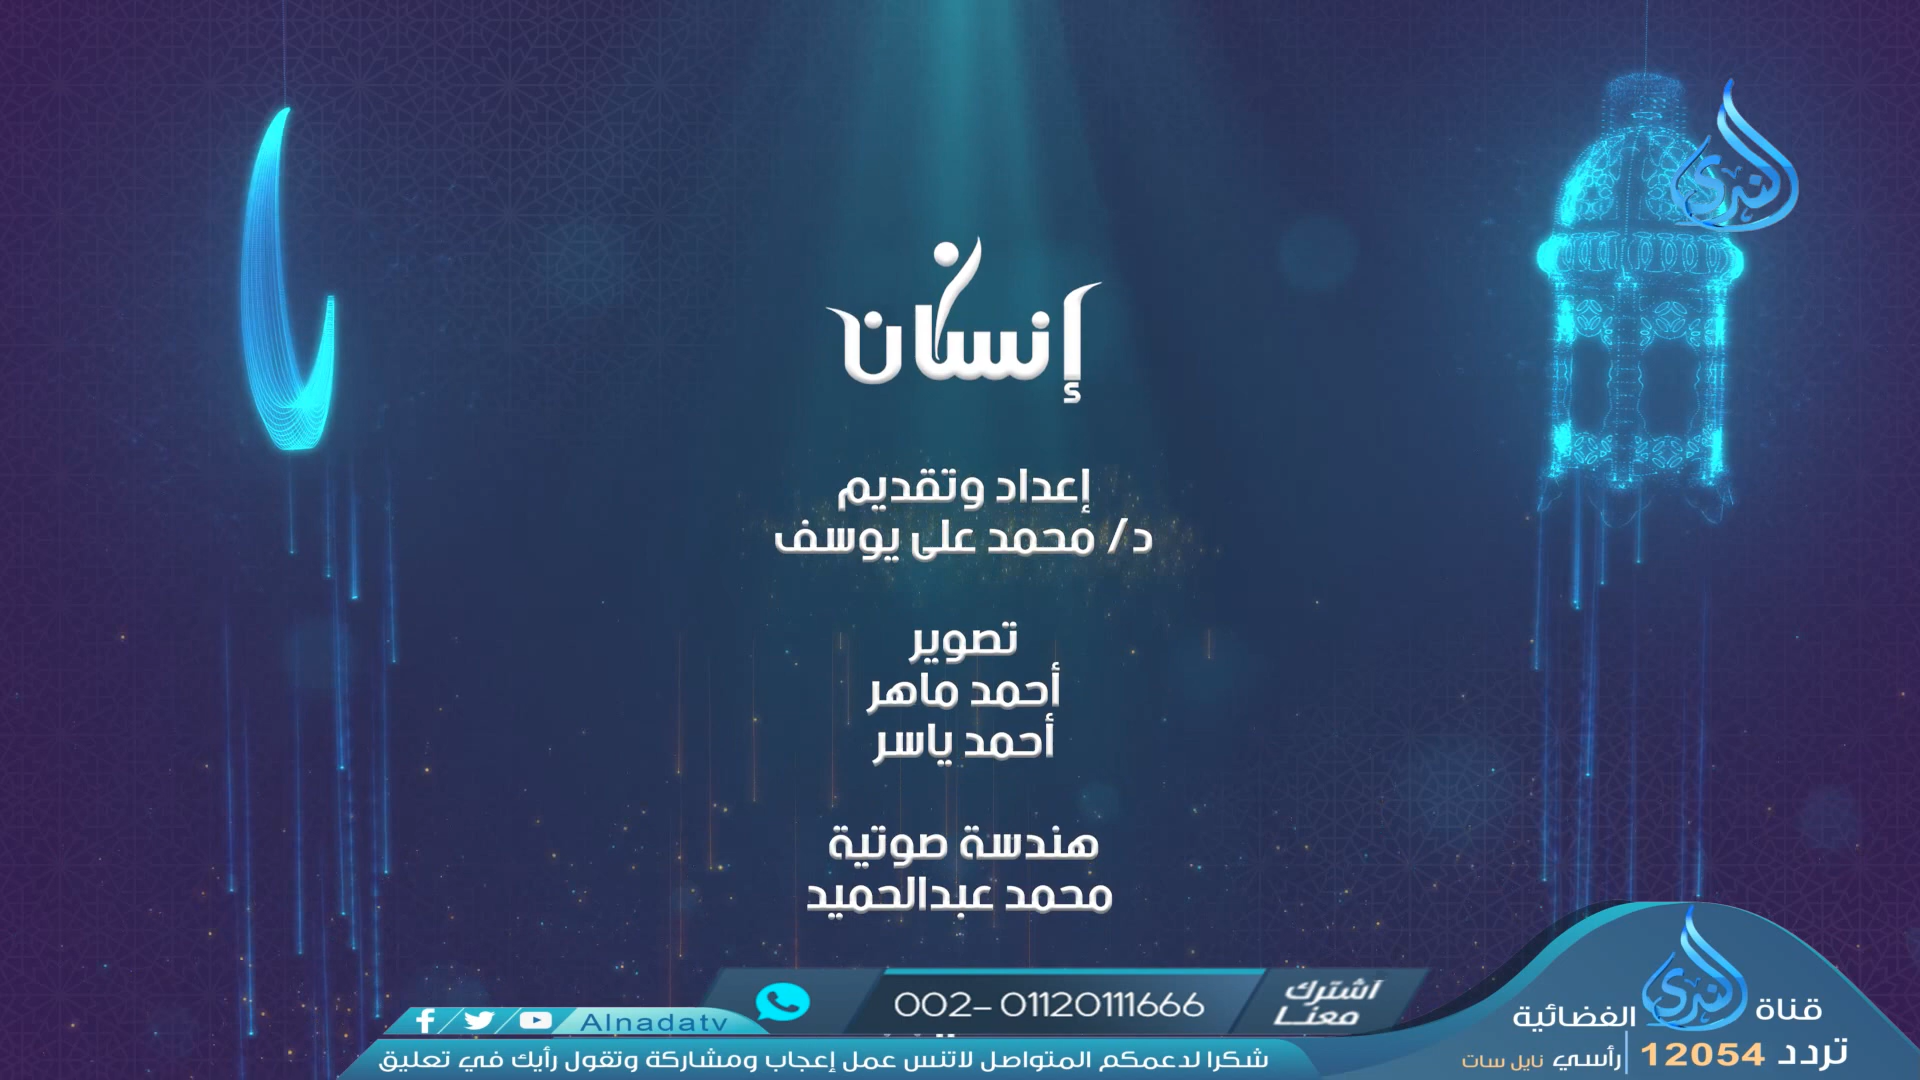 الندى
إنسان
إعداد وتقديم
د/ محمد على يوسف
تصوير
أحمد ماهر
أحمد ياسر
هندسة صوتية
محمد عبدالحميد
اشترك معنا
002-01120111666
Alnadatv
شكرا لدعمكم المتواصل لاتنس عمل إعجاب ومشاركة وتقول رأيك في تعليق
قناة الندى الفضائية
تردد 12054 رأسي نايل سات